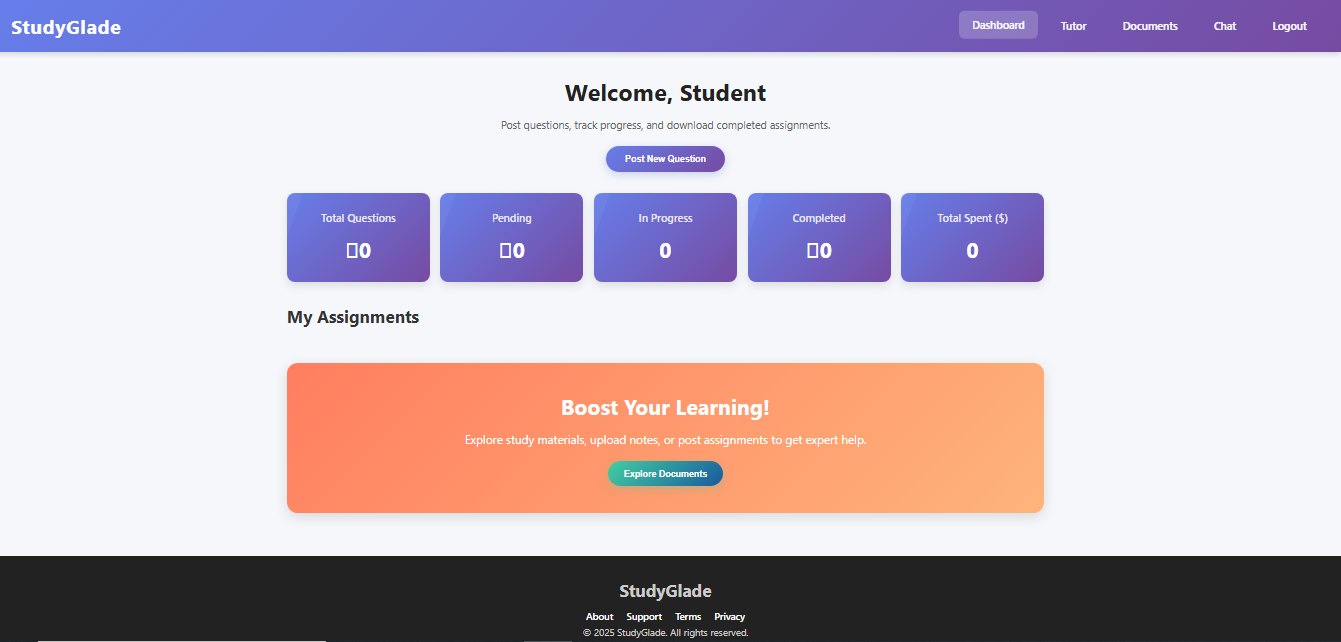 StudyGlade
Dashboard Tutor Documents Chat Logout
Welcome, Student
Post questions, track progress, and download completed assignments.
Post New Question
Total Questions Pending In Progress Completed Total Spent ($)
0 0 0 0 0
My Assignments
Boost Your Learning!
Explore study materials, upload notes, or post assignments to get expert help.
Explore Documents
StudyGlade
About Support Terms Privacy
© 2025 StudyGlade. All rights reserved.